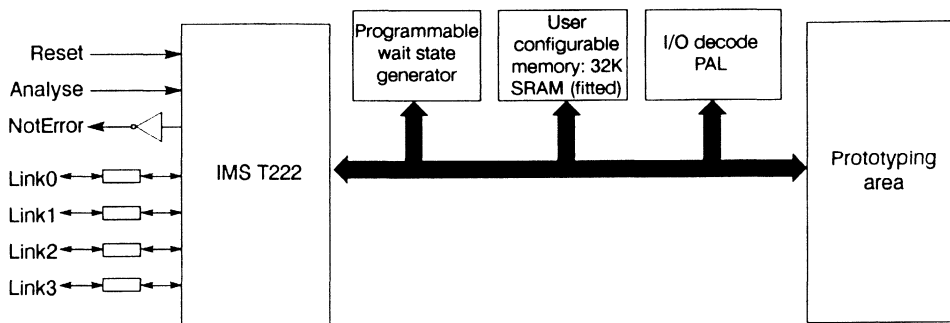 Reset
Analyse
NotError
Link0
Link1
Link2
Link3
IMS T222
Programmable
wait state
generator
User
configurable
memory: 32K
SRAM (fitted)
I/O decode
PAL
Prototyping
area